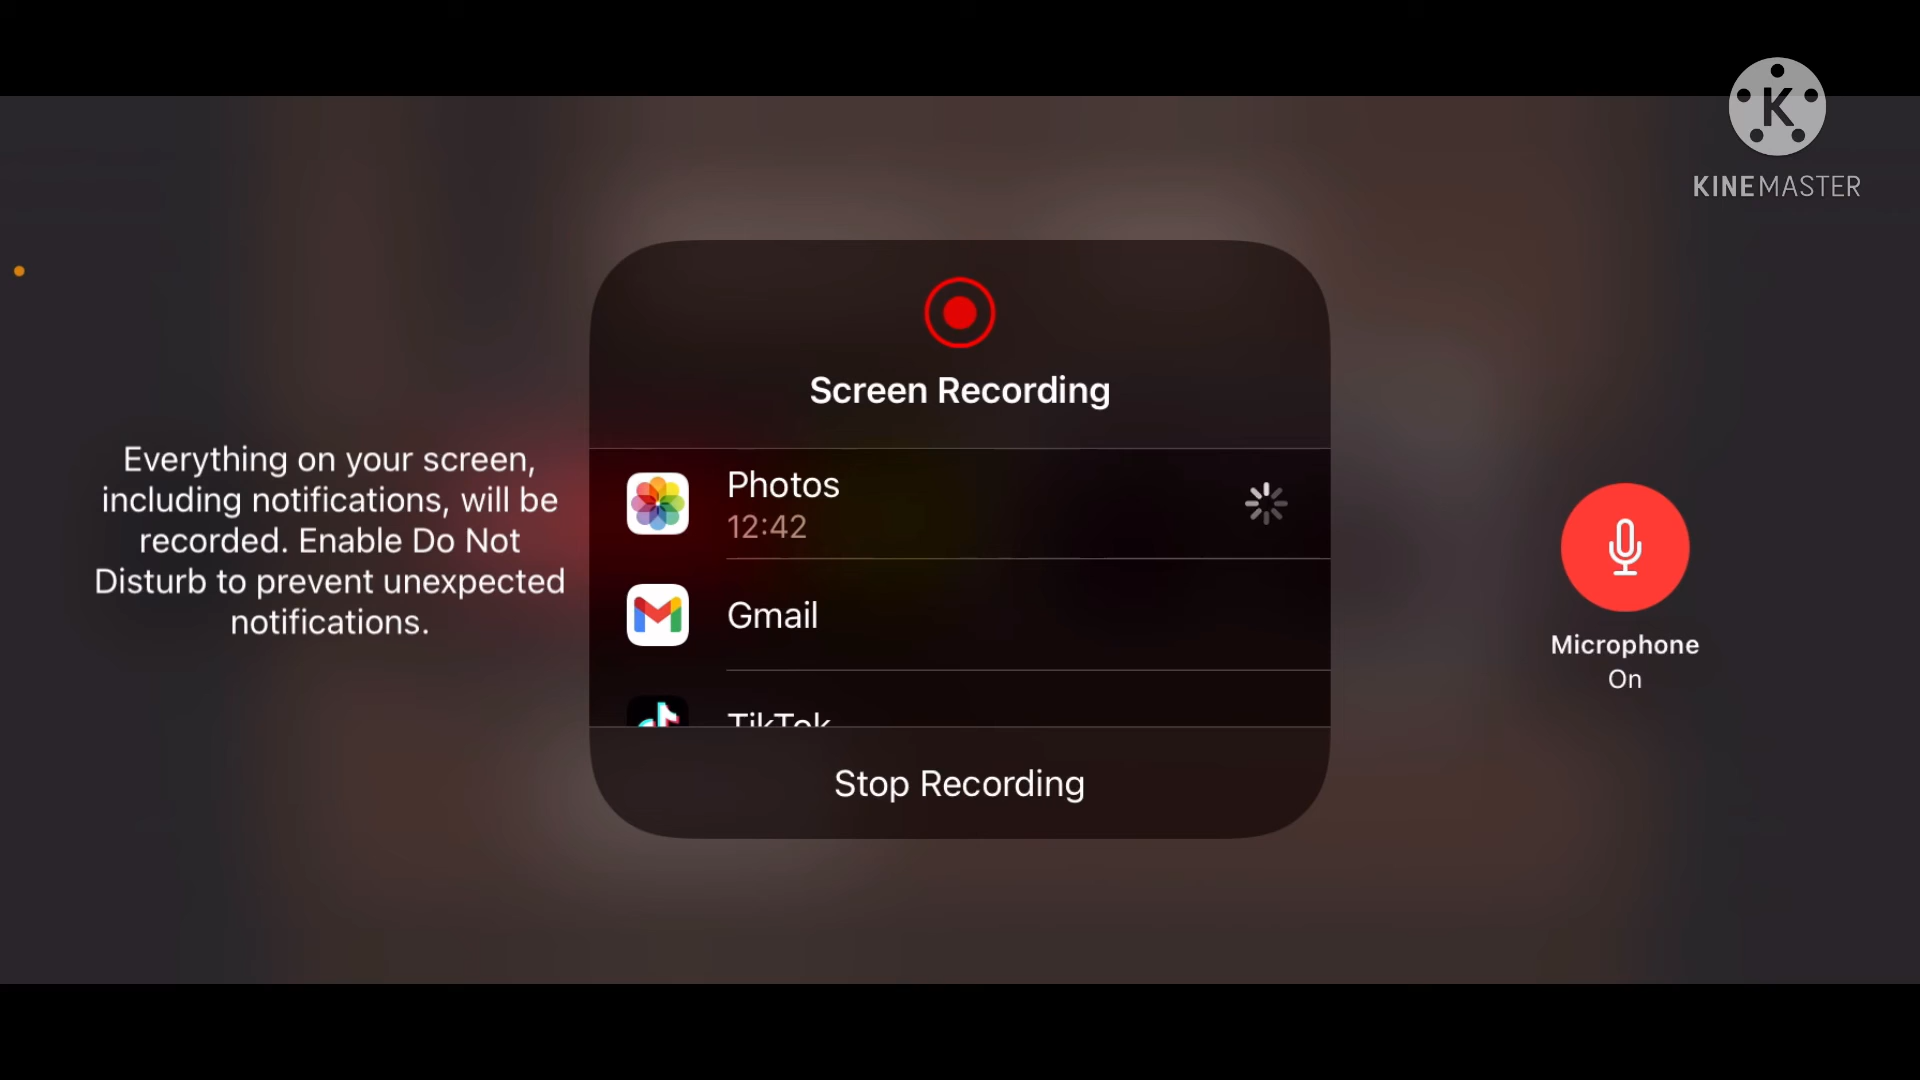 K
KINEMASTER
Screen Recording
Everything on your screen,
including notifications, will be
recorded. Enable Do Not
Disturb to prevent unexpected
notifications.
Photos
12:42
Gmail
TikTok
Stop Recording
Microphone
On